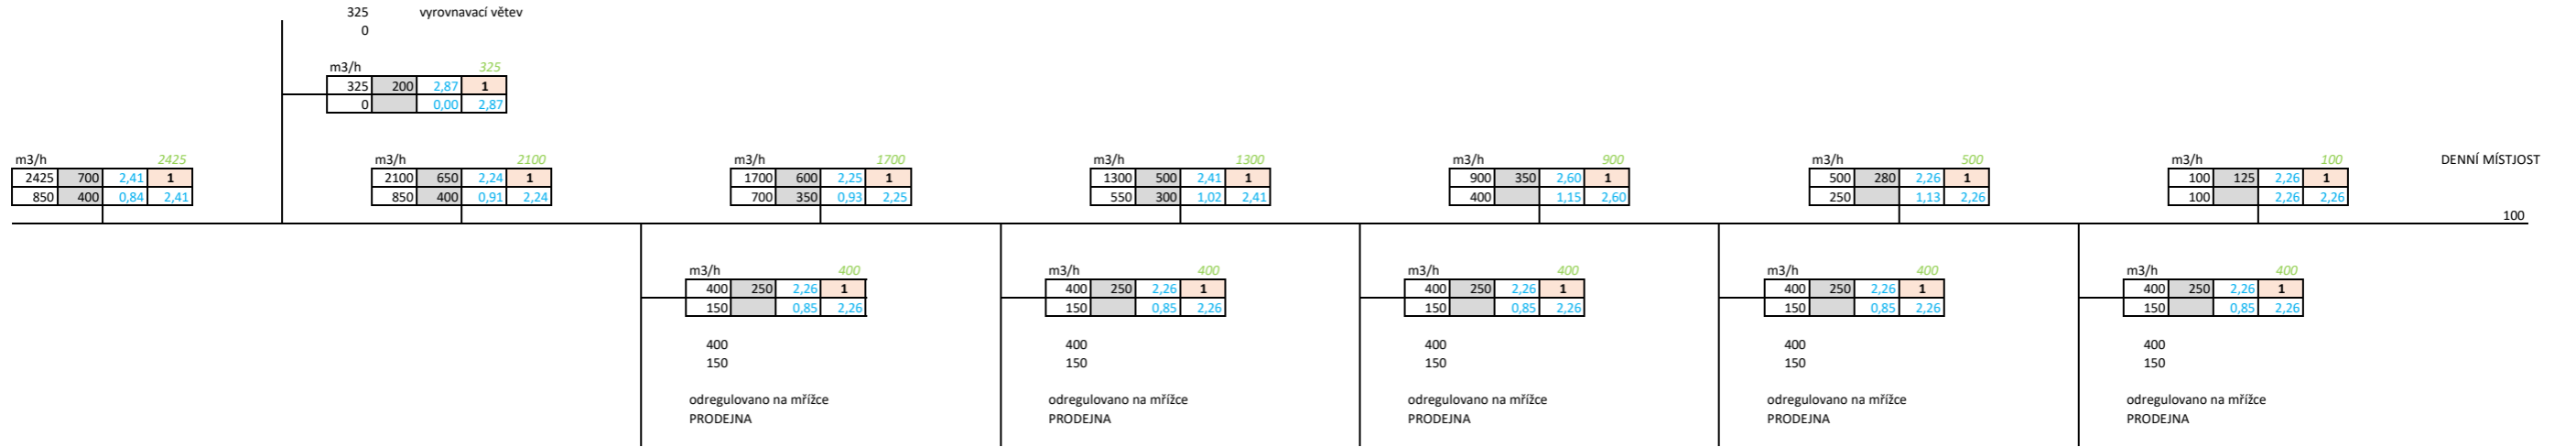 325 vyrovnavací větev
0
m3/h 325
325 200 2,87 1
0 0,00 2,87
m3/h 2425 m3/h 2100 m3/h 1700 m3/h 1300 m3/h 900 m3/h 500 m3/h 100 DENNÍ MÍSTJOST
2425 700 2,41 1 2100 650 2,24 1 1700 600 2,25 1 1300 500 2,41 1 900 350 2,60 1 500 280 2,26 1 100 125 2,26 1
850 400 0,84 2,41 850 400 0,91 2,24 700 350 0,93 2,25 550 300 1,02 2,41 400 1,15 2,60 250 1,13 2,26 100 2,26 2,26
100
m3/h 400 m3/h 400 m3/h 400 m3/h 400 m3/h 400
400 250 2,26 1 400 250 2,26 1 400 250 2,26 1 400 250 2,26 1 400 250 2,26 1
150 0,85 2,26 150 0,85 2,26 150 0,85 2,26 150 0,85 2,26 150 0,85 2,26
400 400 400 400 400
150 150 150 150 150
odregulovano na mřížce odregulovano na mřížce odregulovano na mřížce odregulovano na mřížce odregulovano na mřížce
PRODEJNA PRODEJNA PRODEJNA PRODEJNA PRODEJNA